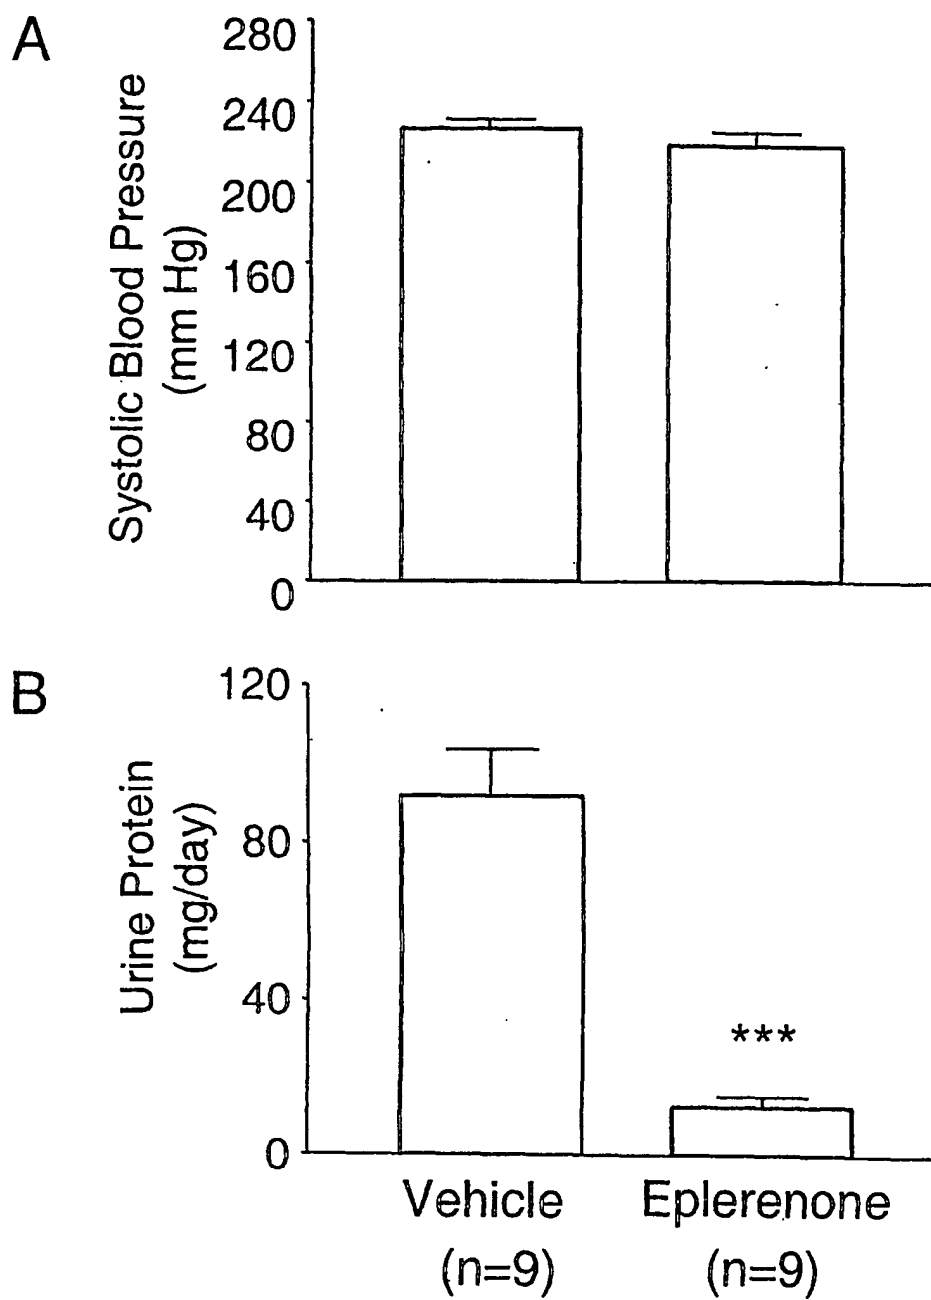 A
Systolic Blood Pressure
(mm Hg)
280
240
200
160
120
80
40
0
B
Urine Protein
(mg/day)
120
80
40
0
***
Vehicle
Eplerenone
(n=9)
(n=9)